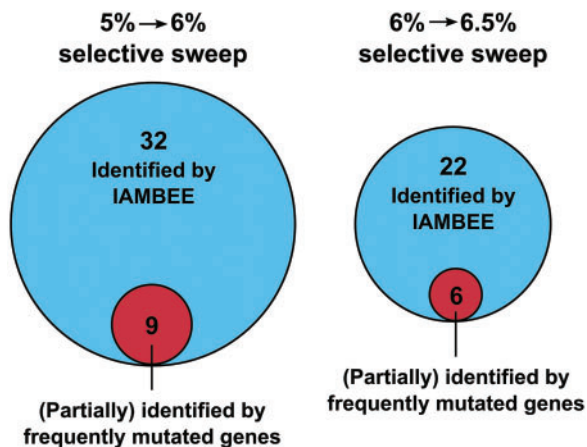 5%→6%
selective sweep
32
Identified by
IAMBEE
9
(Partially) identified by
frequently mutated genes
6%→6.5%
selective sweep
22
Identified by
IAMBEE
6
(Partially) identified by
frequently mutated genes